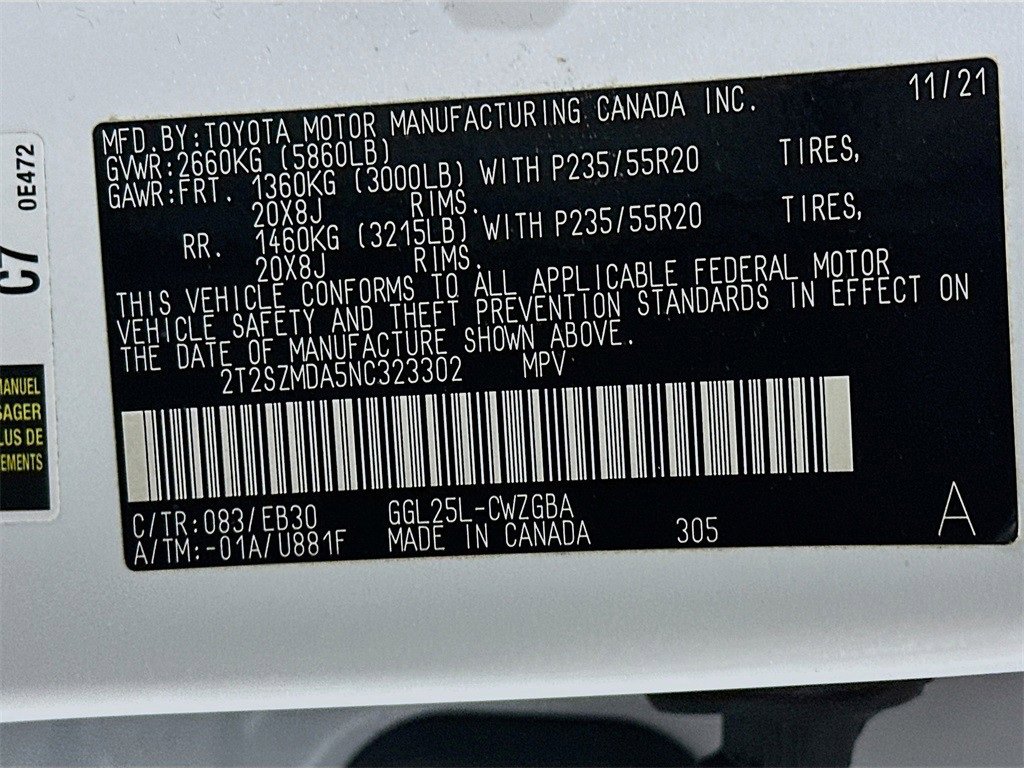 11/21
MFD.BY:TOYOTA MOTOR MANUFACTURING CANADA INC.
GVWR:2660KG (5860LB)
GAWR:FRT. 1360KG (3000LB) WITH P235/55R20 TIRES,
20X8J RIMS.
RR. 1460KG (3215LB) WITH P235/55R20 TIRES,
20X8J RIMS.
THIS VEHICLE CONFORMS TO ALL APPLICABLE FEDERAL MOTOR
VEHICLE SAFETY AND THEFT PREVENTION STANDARDS IN EFFECT ON
THE DATE OF MANUFACTURE SHOWN ABOVE.
2T2SZMDA5NC323302 MPV
C/TR:083/EB30 GGL25L-CWZGBA
A/TM:-01A/U881F MADE IN CANADA 305 A
0E472
C7
MANUEL
SAGER
LUS DE
EMENTS